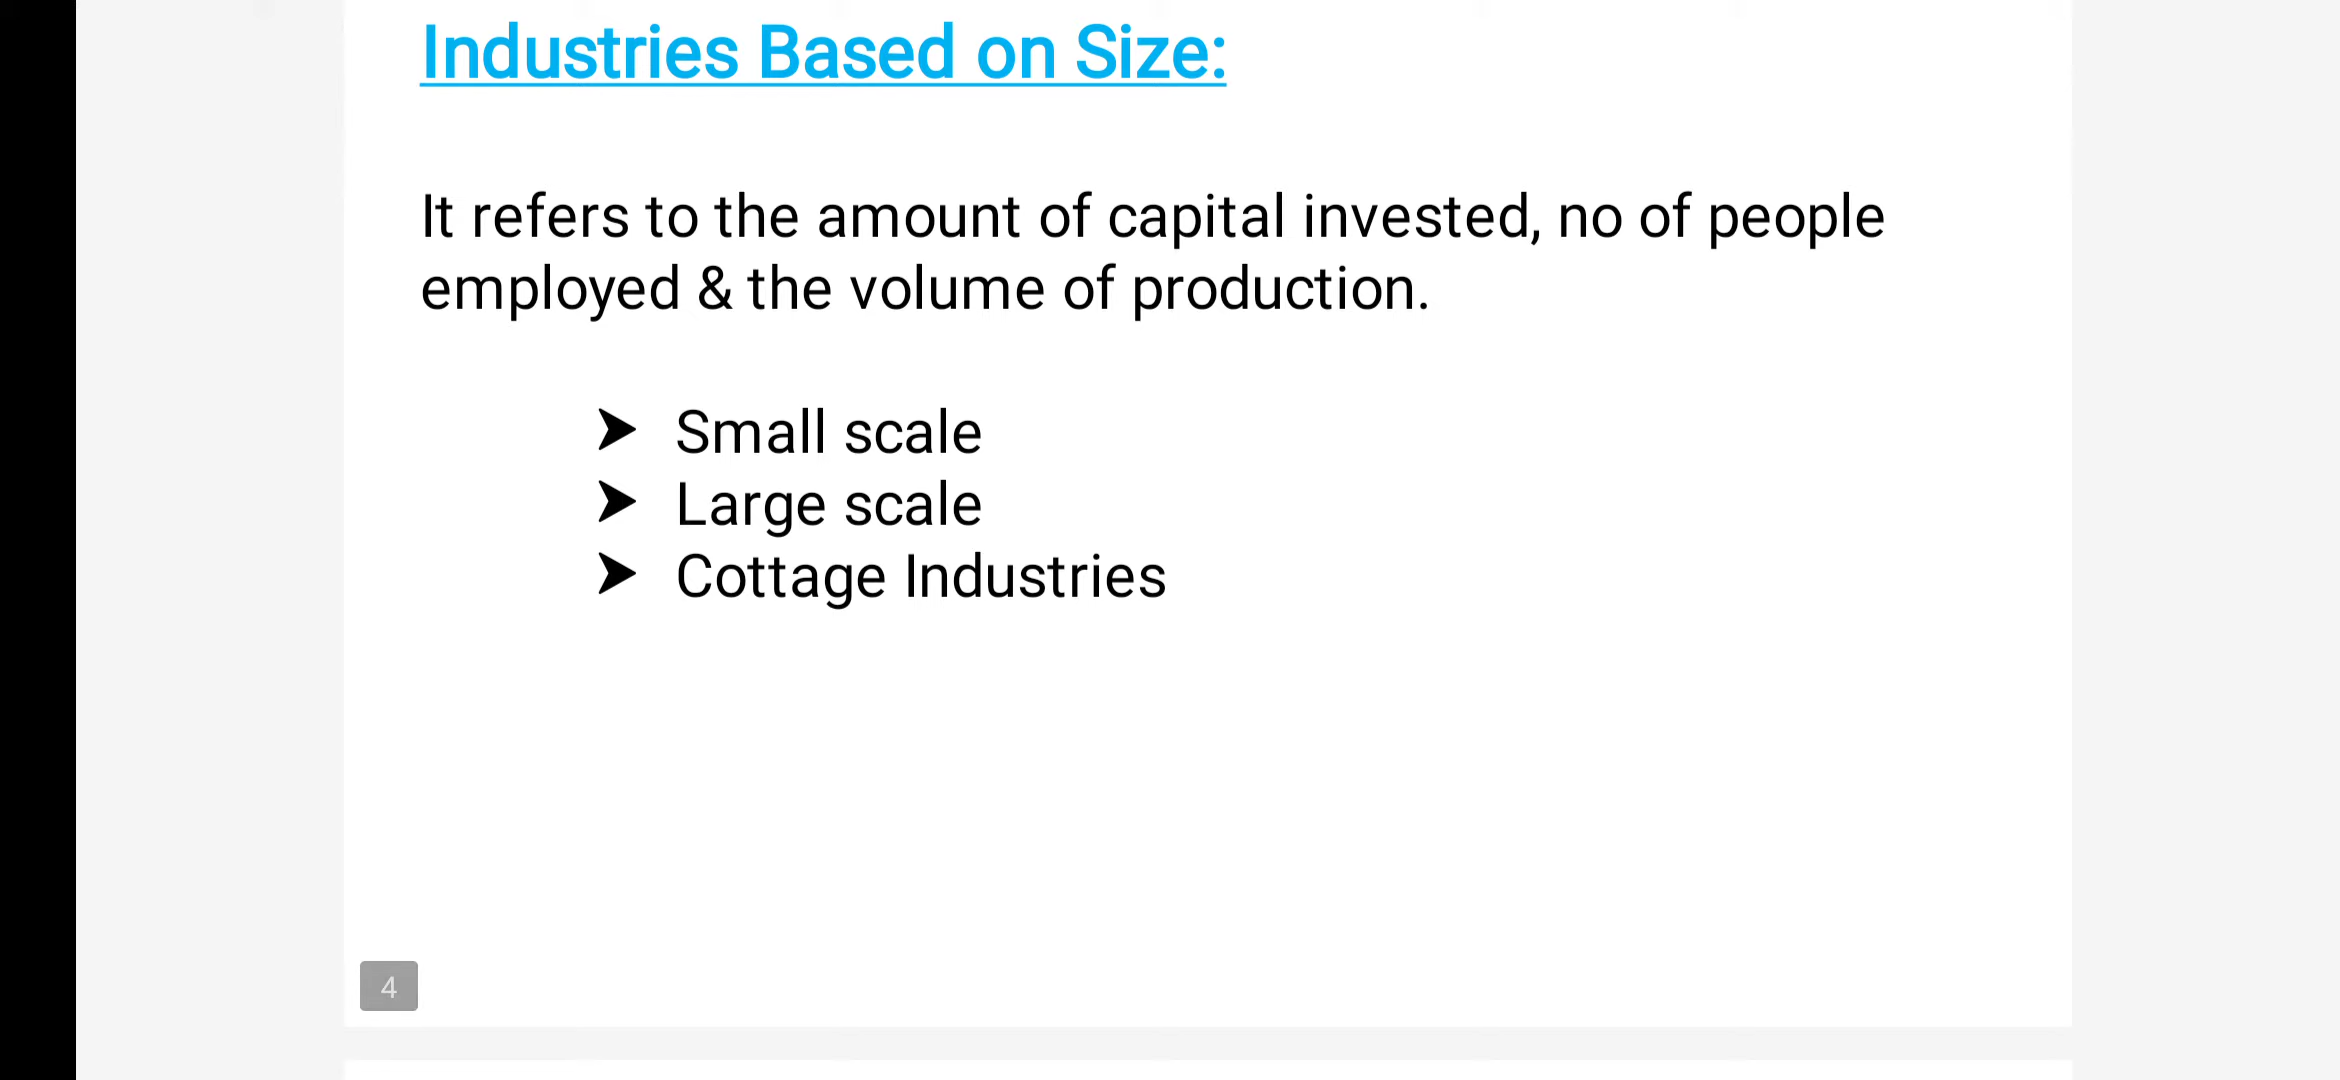 Industries Based on Size:
It refers to the amount of capital invested, no of people
employed & the volume of production.
➤ Small scale
➤ Large scale
➤ Cottage Industries
4